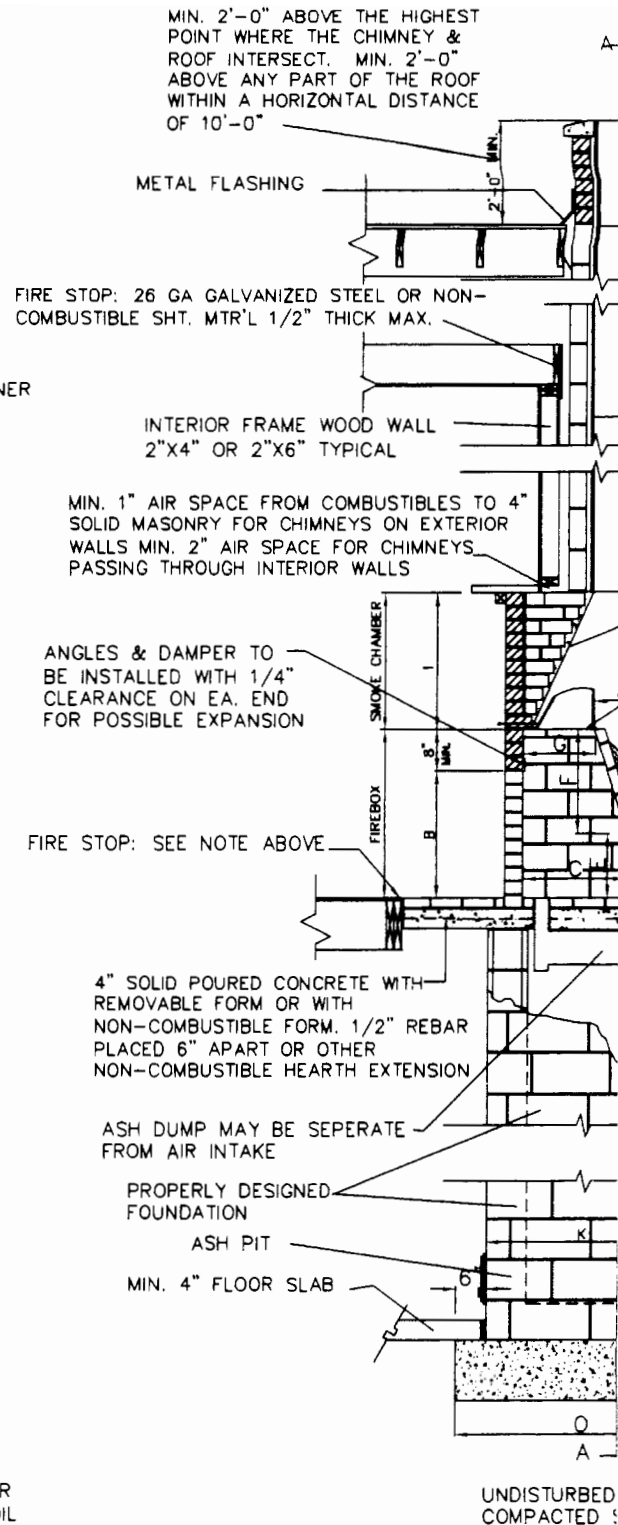 MIN. 2'-0" ABOVE THE HIGHEST
POINT WHERE THE CHIMNEY &
ROOF INTERSECT. MIN. 2'-0"
ABOVE ANY PART OF THE ROOF
WITHIN A HORIZONTAL DISTANCE
OF 10'-0"
A
2'-0" MIN.
METAL FLASHING
FIRE STOP: 26 GA GALVANIZED STEEL OR NON-
COMBUSTIBLE SHT. MTR'L 1/2" THICK MAX.
NER
INTERIOR FRAME WOOD WALL
2"X4" OR 2"X6" TYPICAL
MIN. 1" AIR SPACE FROM COMBUSTIBLES TO 4"
SOLID MASONRY FOR CHIMNEYS ON EXTERIOR
WALLS MIN. 2" AIR SPACE FOR CHIMNEYS
PASSING THROUGH INTERIOR WALLS
SMOKE CHAMBER
I
ANGLES & DAMPER TO
BE INSTALLED WITH 1/4"
CLEARANCE ON EA. END
FOR POSSIBLE EXPANSION
8" MIN.
G
F
FIREBOX
B
E
C
FIRE STOP: SEE NOTE ABOVE
4" SOLID POURED CONCRETE WITH
REMOVABLE FORM OR WITH
NON-COMBUSTIBLE FORM. 1/2" REBAR
PLACED 6" APART OR OTHER
NON-COMBUSTIBLE HEARTH EXTENSION
ASH DUMP MAY BE SEPERATE
FROM AIR INTAKE
PROPERLY DESIGNED
FOUNDATION
K
ASH PIT
6"
MIN. 4" FLOOR SLAB
O
A
R
OIL
UNDISTURBED
COMPACTED